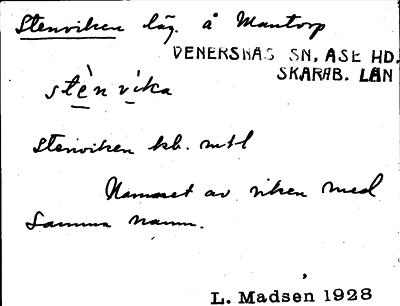 Stenviken läg. å Mantorp
VENERSNÄS SN, ÅSE HD.
SKARAB. LÄN
stènvika
Stenviken kb. mtl
Namnet av viken med
samma namn.
L. Madsen 1928